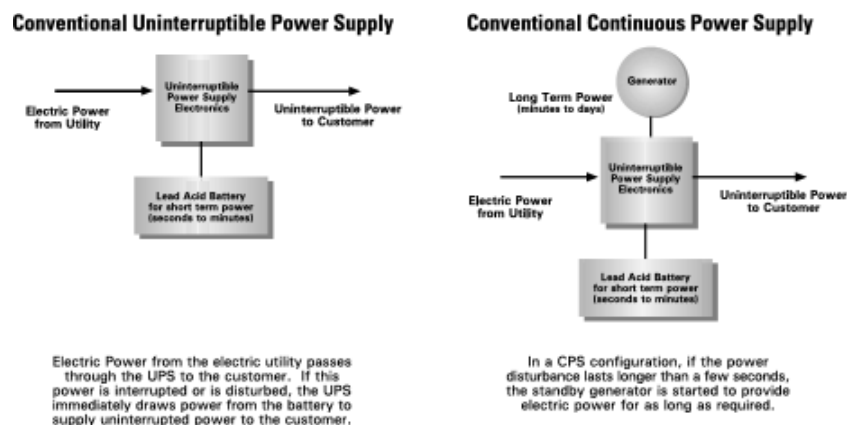 Conventional Uninterruptible Power Supply
Uninterruptible
Power Supply
Electronics
Electric Power
from Utility
Uninterruptible Power
to Customer
Lead Acid Battery
for short term power
(seconds to minutes)
Electric Power from the electric utility passes
through the UPS to the customer. If this
power is interrupted or is disturbed, the UPS
immediately draws power from the battery to
supply uninterrupted power to the customer.
Conventional Continuous Power Supply
Generator
Long Term Power
(minutes to days)
Uninterruptible
Power Supply
Electronics
Electric Power
from Utility
Uninterruptible Power
to Customer
Lead Acid Battery
for short term power
(seconds to minutes)
In a CPS configuration, if the power
disturbance lasts longer than a few seconds,
the standby generator is started to provide
electric power for as long as required.